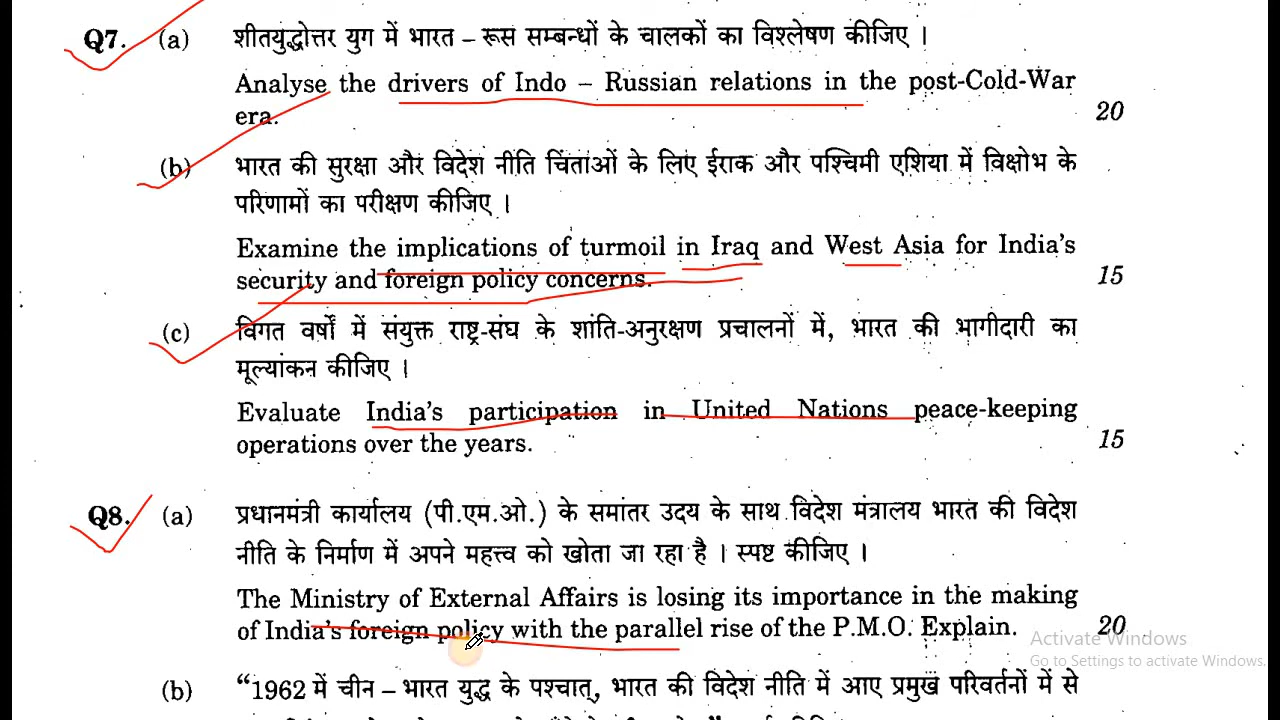 Q7. (a) शीतयुद्धोत्तर युग में भारत – रूस सम्बन्धों के चालकों का विश्लेषण कीजिए ।
Analyse the drivers of Indo – Russian relations in the post-Cold-War
era. 20
(b) भारत की सुरक्षा और विदेश नीति चिंताओं के लिए ईराक और पश्चिमी एशिया में विक्षोभ के
परिणामों का परीक्षण कीजिए ।
Examine the implications of turmoil in Iraq and West Asia for India's
security and foreign policy concerns. 15
(c) विगत वर्षों में संयुक्त राष्ट्र-संघ के शांति-अनुरक्षण प्रचालनों में, भारत की भागीदारी का
मूल्यांकन कीजिए ।
Evaluate India's participation in United Nations peace-keeping
operations over the years. 15
Q8. (a) प्रधानमंत्री कार्यालय (पी.एम.ओ.) के समांतर उदय के साथ विदेश मंत्रालय भारत की विदेश
नीति के निर्माण में अपने महत्त्व को खोता जा रहा है । स्पष्ट कीजिए ।
The Ministry of External Affairs is losing its importance in the making
of India's foreign policy with the parallel rise of the P.M.O. Explain. 20
Activate Windows
Go to Settings to activate Windows.
(b) "1962 में चीन – भारत युद्ध के पश्चात्, भारत की विदेश नीति में आए प्रमुख परिवर्तनों में से